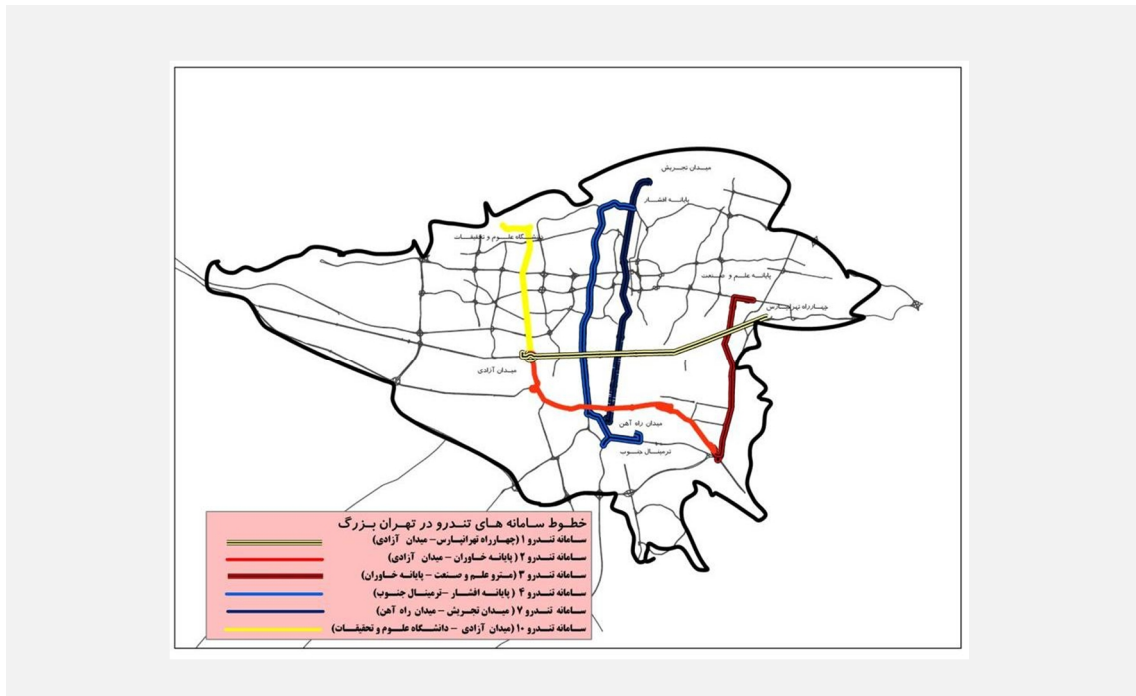 میدان تجریش
پایانه افشار
دانشگاه علوم و تحقیقات
پایانه علم و صنعت
چهارراه تهرانپارس
میدان آزادی
میدان راه آهن
ترمینال جنوب
خطوط سامانه های تندرو در تهران بزرگ
سامانه تندرو ۱ (چهارراه تهرانپارس - میدان آزادی)
سامانه تندرو ۲ (پایانه خاوران - میدان آزادی)
سامانه تندرو ۳ (مترو علم و صنعت - پایانه خاوران)
سامانه تندرو ۴ (پایانه افشار - ترمینال جنوب)
سامانه تندرو ۷ (میدان تجریش - میدان راه آهن)
سامانه تندرو ۱۰ (میدان آزادی - دانشگاه علوم و تحقیقات)